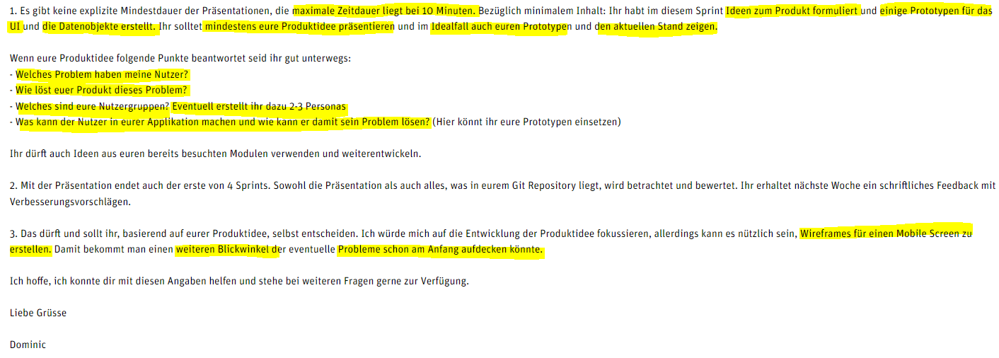 1. Es gibt keine explizite Mindestdauer der Präsentationen, die maximale Zeitdauer liegt bei 10 Minuten. Bezüglich minimalem Inhalt: Ihr habt im diesem Sprint Ideen zum Produkt formuliert und einige Prototypen für das
UI und die Datenobjekte erstellt. Ihr solltet mindestens eure Produktidee präsentieren und im Idealfall auch euren Prototypen und den aktuellen Stand zeigen.
Wenn eure Produktidee folgende Punkte beantwortet seid ihr gut unterwegs:
- Welches Problem haben meine Nutzer?
- Wie löst euer Produkt dieses Problem?
- Welches sind eure Nutzergruppen? Eventuell erstellt ihr dazu 2-3 Personas
- Was kann der Nutzer in eurer Applikation machen und wie kann er damit sein Problem lösen? (Hier könnt ihr eure Prototypen einsetzen)
Ihr dürft auch Ideen aus euren bereits besuchten Modulen verwenden und weiterentwickeln.
2. Mit der Präsentation endet auch der erste von 4 Sprints. Sowohl die Präsentation als auch alles, was in eurem Git Repository liegt, wird betrachtet und bewertet. Ihr erhaltet nächste Woche ein schriftliches Feedback mit
Verbesserungsvorschlägen.
3. Das dürft und sollt ihr, basierend auf eurer Produktidee, selbst entscheiden. Ich würde mich auf die Entwicklung der Produktidee fokussieren, allerdings kann es nützlich sein, Wireframes für einen Mobile Screen zu
erstellen. Damit bekommt man einen weiteren Blickwinkel der eventuelle Probleme schon am Anfang aufdecken könnte.
Ich hoffe, ich konnte dir mit diesen Angaben helfen und stehe bei weiteren Fragen gerne zur Verfügung.
Liebe Grüsse
Dominic